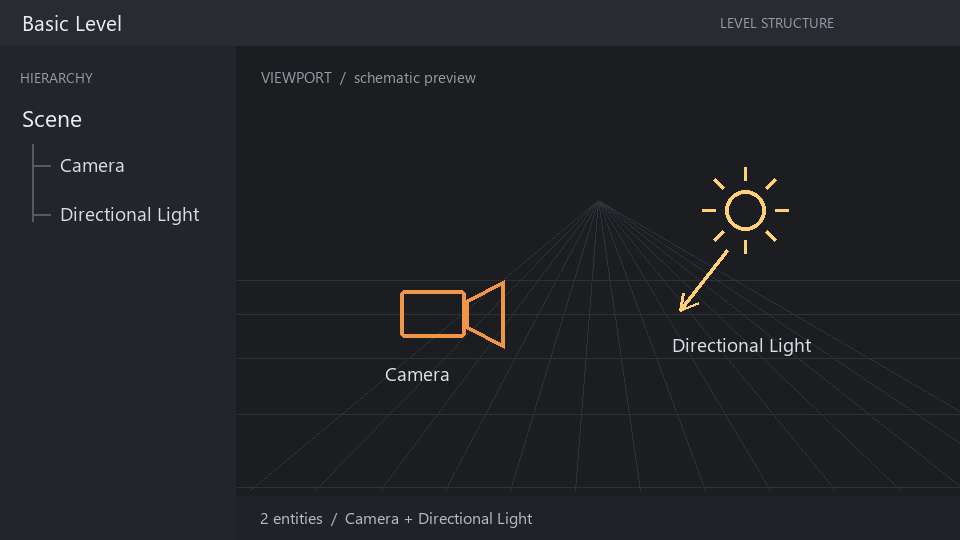 Basic Level
LEVEL STRUCTURE
HIERARCHY
Scene
Camera
Directional Light
VIEWPORT / schematic preview
Camera
Directional Light
2 entities / Camera + Directional Light